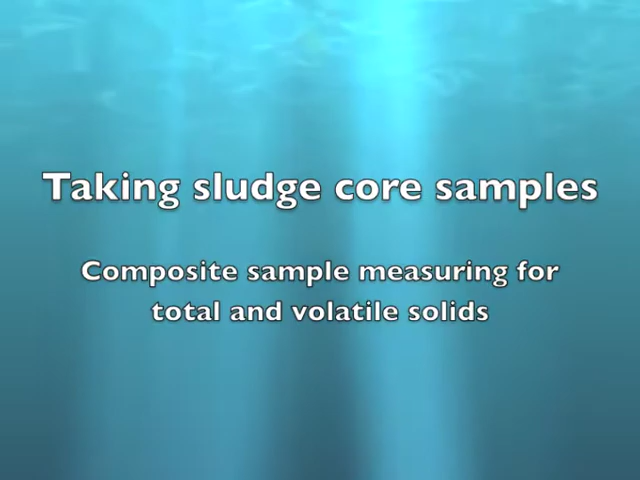 Taking sludge core samples
Composite sample measuring for
total and volatile solids